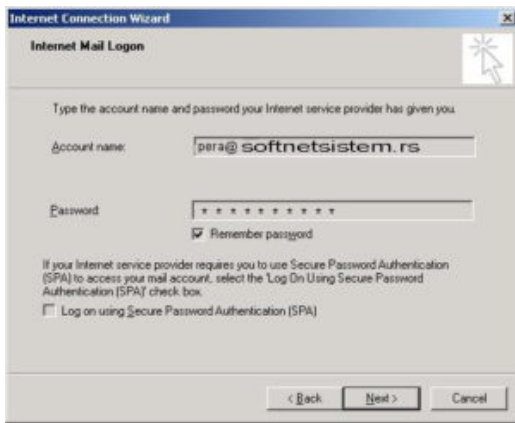 Internet Connection Wizard
Internet Mail Logon
Type the account name and password your Internet service provider has given you.
Account name: pera@softnetsistem.rs
Password: * * * * * * * * * *
Remember password
If your Internet service provider requires you to use Secure Password Authentication
(SPA) to access your mail account, select the 'Log On Using Secure Password
Authentication (SPA)' check box.
Log on using Secure Password Authentication (SPA)
< Back Next > Cancel